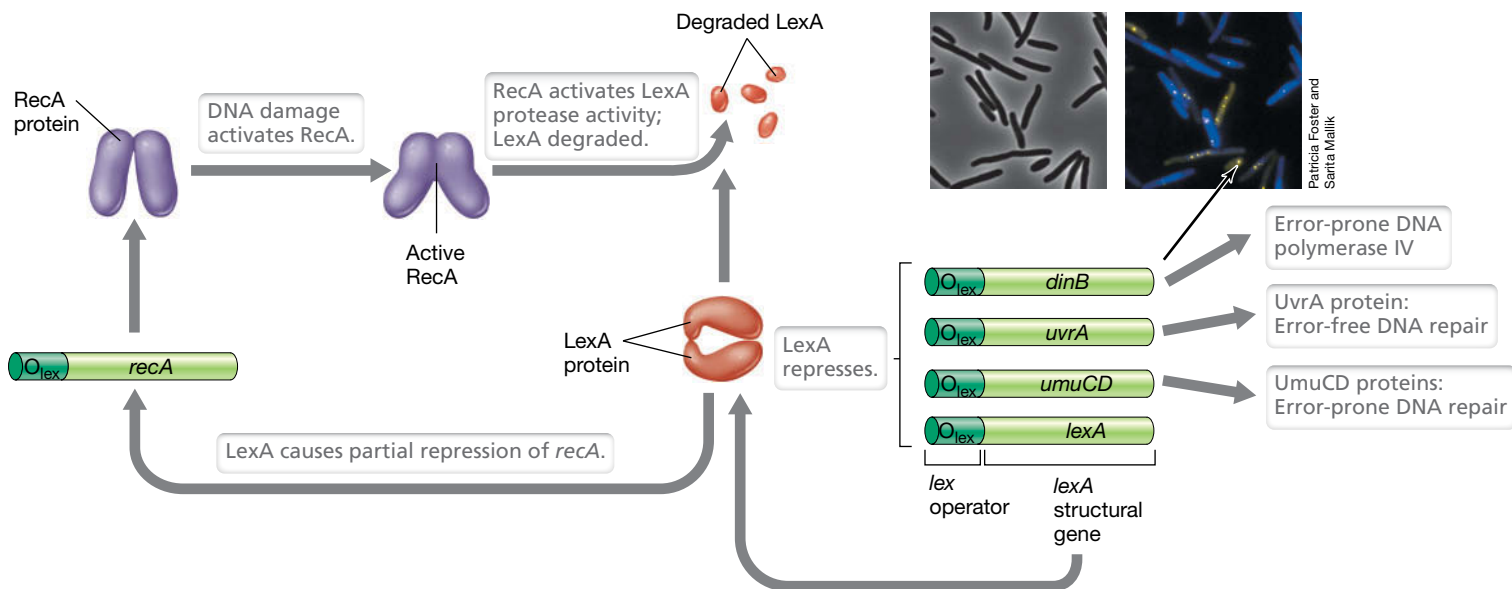 Degraded LexA
RecA
protein
DNA damage
activates RecA.
RecA activates LexA
protease activity;
LexA degraded.
Active
RecA
Patricia Foster and
Sarita Mallik
Error-prone DNA
polymerase IV
Olex dinB
Olex uvrA
UvrA protein:
Error-free DNA repair
LexA
protein
LexA
represses.
Olex recA
Olex umuCD
UmuCD proteins:
Error-prone DNA repair
Olex lexA
LexA causes partial repression of recA.
lex
operator
lexA
structural
gene